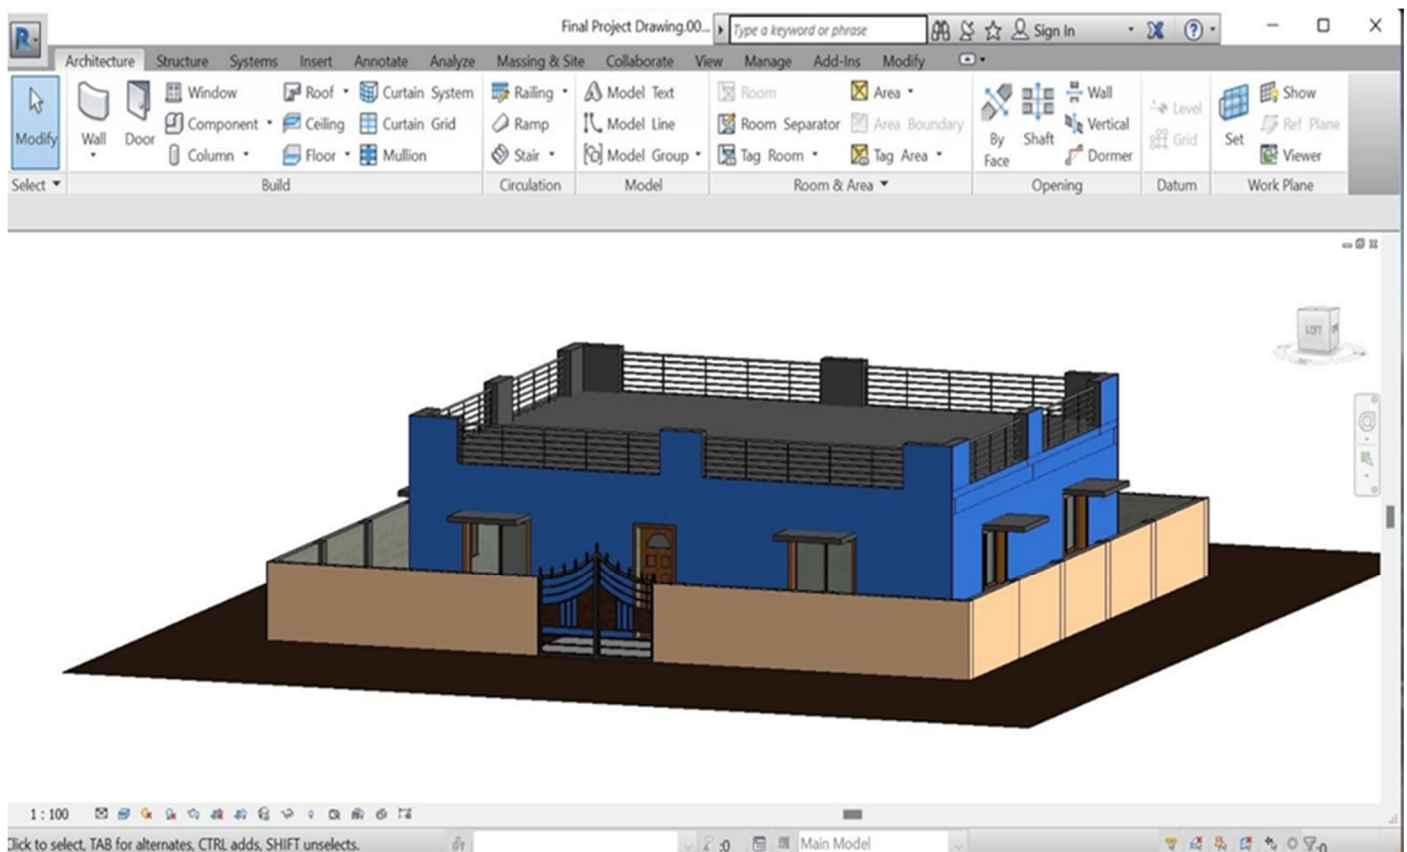 R
Final Project Drawing.00...
Type a keyword or phrase
Sign In
Architecture Structure Systems Insert Annotate Analyze Massing & Site Collaborate View Manage Add-Ins Modify
Window Roof Curtain System Railing Model Text Room Area Wall Show
Component Ceiling Curtain Grid Ramp Model Line Room Separator Area Boundary Vertical Level Ref Plane
Modify Wall Door By Shaft Grid Set
Column Floor Mullion Stair Model Group Tag Room Tag Area Face Dormer Viewer
Select Build Circulation Model Room & Area Opening Datum Work Plane
LEFT
1 : 100
Click to select, TAB for alternates, CTRL adds, SHIFT unselects. :0 Main Model :0